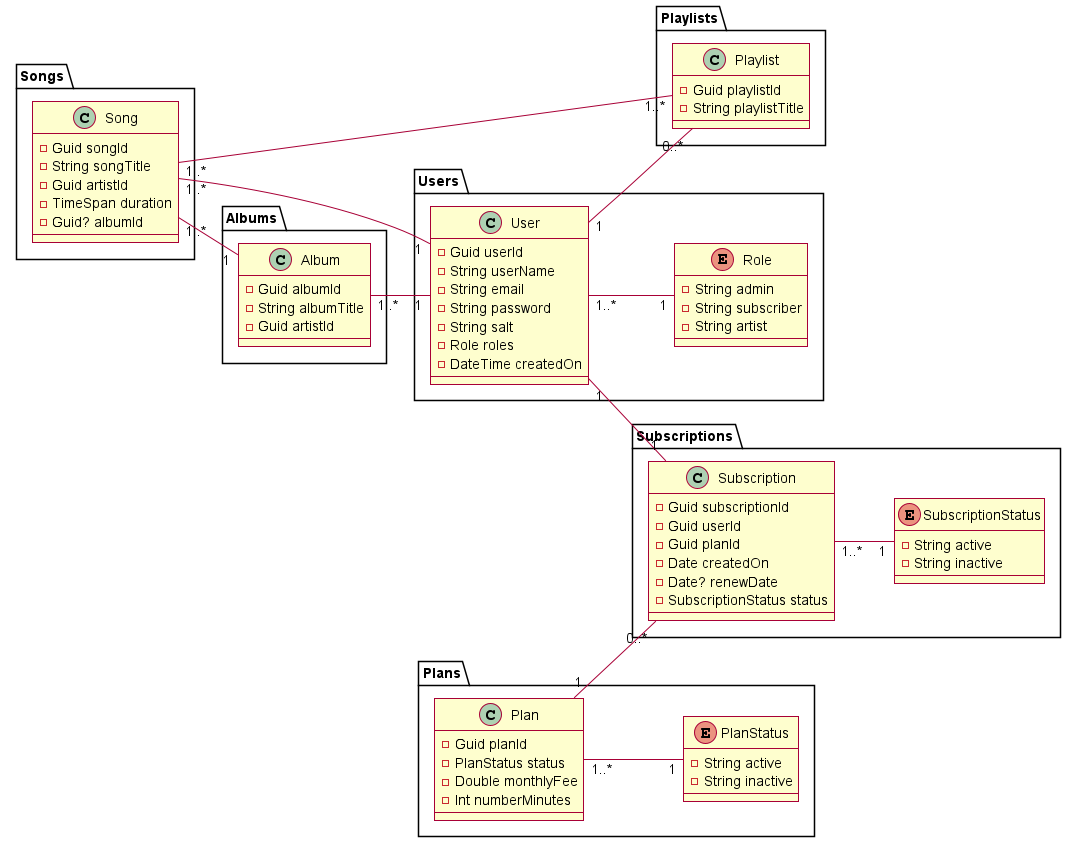 Playlists
C Playlist
Guid playlistId
String playlistTitle
1..*
0..*
Songs
C Song
Guid songId
String songTitle
Guid artistId
TimeSpan duration
Guid? albumId
1..*
1..*
1..*
Albums
C Album
Guid albumId
String albumTitle
Guid artistId
1
1..*
Users
C User
Guid userId
String userName
String email
String password
String salt
Role roles
DateTime createdOn
1
1
1
1..*
1
1
E Role
String admin
String subscriber
String artist
Subscriptions
1
C Subscription
Guid subscriptionId
Guid userId
Guid planId
Date createdOn
Date? renewDate
SubscriptionStatus status
1..*
1
E SubscriptionStatus
String active
String inactive
0..*
Plans
1
C Plan
Guid planId
PlanStatus status
Double monthlyFee
Int numberMinutes
1..*
1
E PlanStatus
String active
String inactive